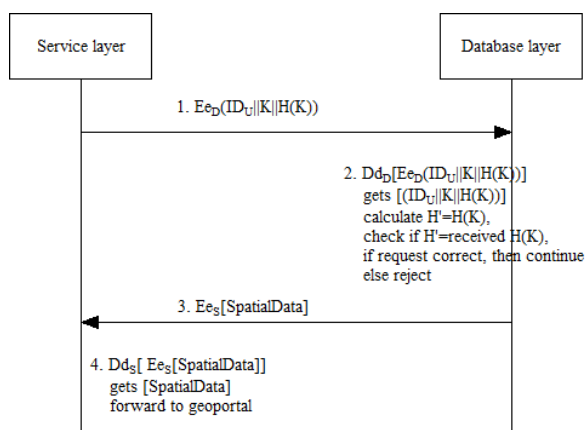 Service layer
Database layer
1. Ee_D(ID_U||K||H(K))
2. Dd_D[Ee_D(ID_U||K||H(K))]
gets [(ID_U||K||H(K))]
calculate H'=H(K),
check if H'=received H(K),
if request correct, then continue
else reject
3. Ee_S[SpatialData]
4. Dd_S[ Ee_S[SpatialData]]
gets [SpatialData]
forward to geoportal